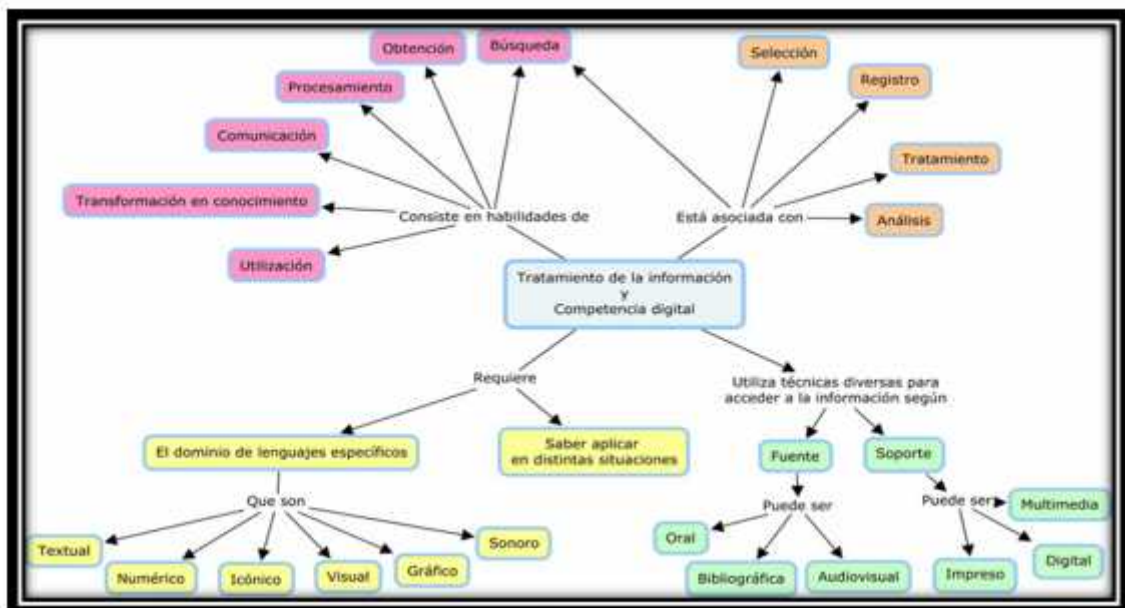 Obtención
Búsqueda
Selección
Procesamiento
Registro
Comunicación
Tratamiento
Transformación en conocimiento
Consiste en habilidades de
Está asociada con
Análisis
Utilización
Tratamiento de la información
y
Competencia digital
Requiere
Utiliza técnicas diversas para
acceder a la información según
El dominio de lenguajes específicos
Saber aplicar
en distintas situaciones
Fuente
Soporte
Que son
Puede ser
Puede ser
Multimedia
Textual
Numérico
Icónico
Visual
Gráfico
Sonoro
Oral
Bibliográfica
Audiovisual
Impreso
Digital